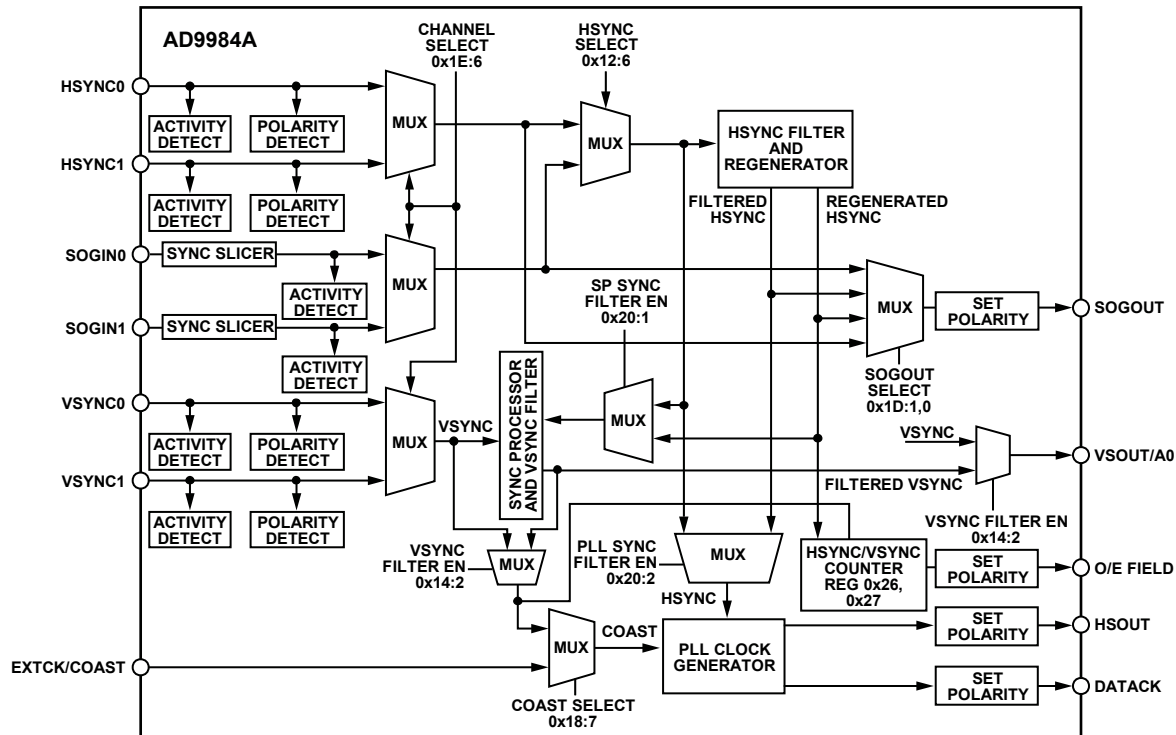 AD9984A
CHANNEL
SELECT
0x1E:6
HSYNC
SELECT
0x12:6
HSYNC0
ACTIVITY
DETECT
POLARITY
DETECT
MUX
MUX
HSYNC FILTER
AND
REGENERATOR
HSYNC1
ACTIVITY
DETECT
POLARITY
DETECT
FILTERED
HSYNC
REGENERATED
HSYNC
SOGIN0
SYNC SLICER
ACTIVITY
DETECT
MUX
SP SYNC
FILTER EN
0x20:1
MUX
SET
POLARITY
SOGOUT
SOGIN1
SYNC SLICER
ACTIVITY
DETECT
SOGOUT
SELECT
0x1D:1,0
VSYNC0
ACTIVITY
DETECT
POLARITY
DETECT
MUX
VSYNC
SYNC PROCESSOR
AND VSYNC FILTER
MUX
VSYNC
VSOUT/A0
FILTERED VSYNC
VSYNC1
ACTIVITY
DETECT
POLARITY
DETECT
VSYNC FILTER EN
0x14:2
VSYNC
FILTER EN
0x14:2
MUX
PLL SYNC
FILTER EN
0x20:2
MUX
HSYNC
HSYNC/VSYNC
COUNTER
REG 0x26,
0x27
SET
POLARITY
O/E FIELD
EXTCK/COAST
MUX
COAST
COAST SELECT
0x18:7
PLL CLOCK
GENERATOR
SET
POLARITY
HSOUT
SET
POLARITY
DATACK